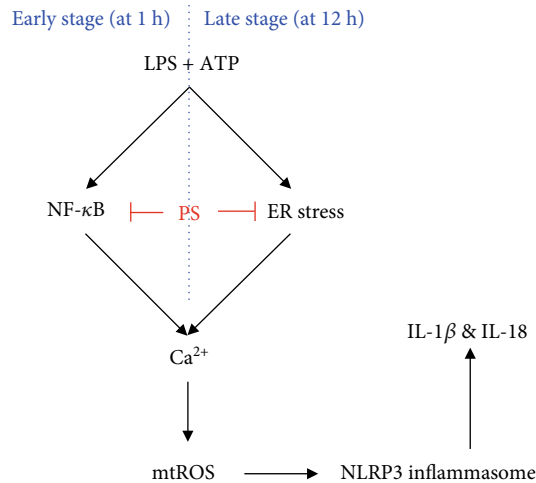 Early stage (at 1 h) Late stage (at 12 h)
LPS + ATP
NF-κB PS ER stress
Ca²⁺
IL-1β & IL-18
mtROS NLRP3 inflammasome